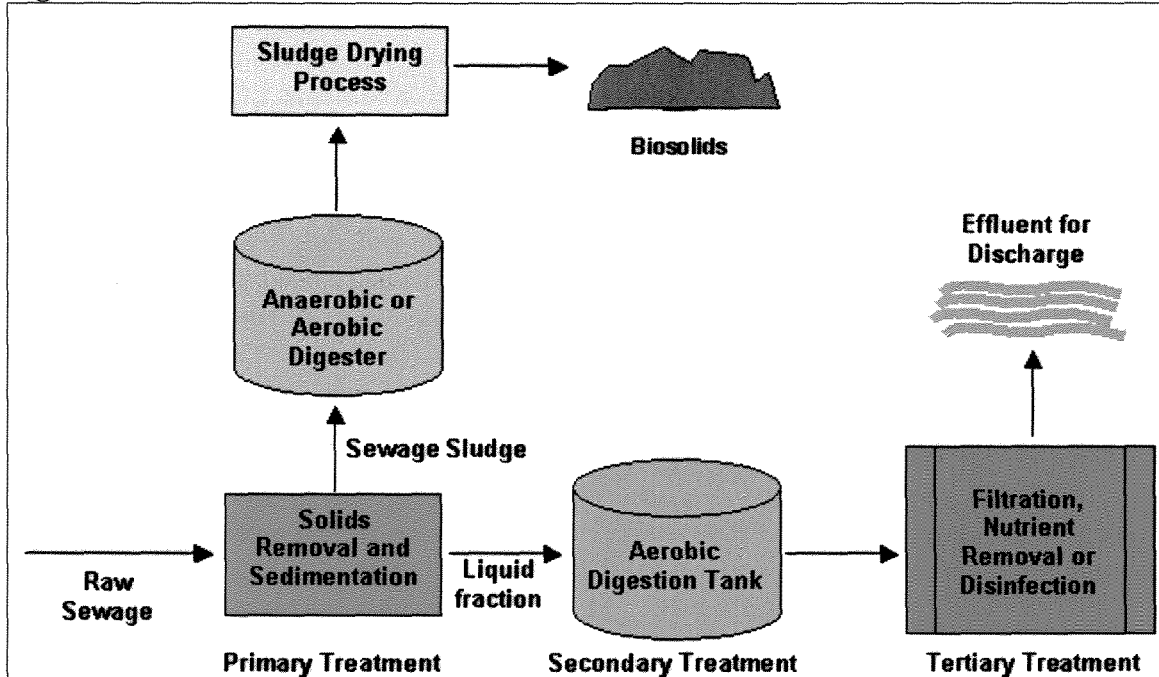 Sludge Drying
Process
Biosolids
Effluent for
Discharge
Anaerobic or
Aerobic
Digester
Sewage Sludge
Solids
Removal and
Sedimentation
Raw
Sewage
Liquid
fraction
Aerobic
Digestion Tank
Filtration,
Nutrient
Removal or
Disinfection
Primary Treatment
Secondary Treatment
Tertiary Treatment